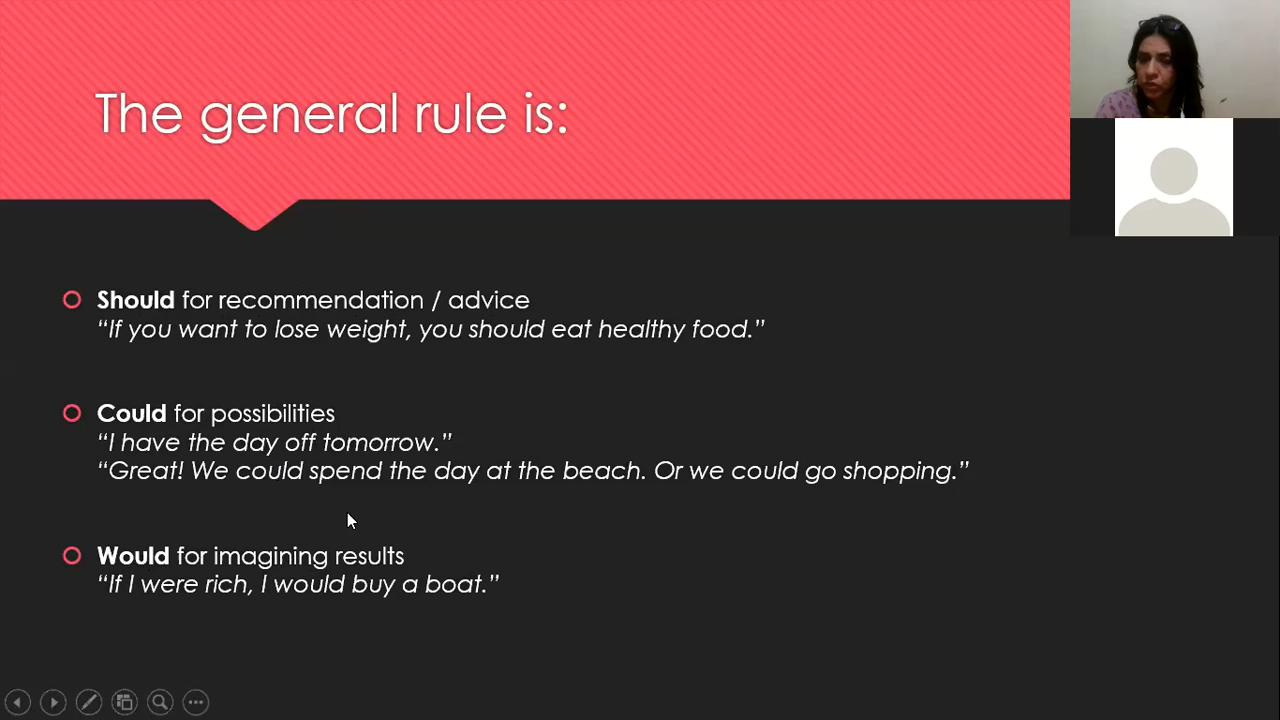 The general rule is:
Should for recommendation / advice
“If you want to lose weight, you should eat healthy food.”
Could for possibilities
“I have the day off tomorrow.”
“Great! We could spend the day at the beach. Or we could go shopping.”
Would for imagining results
“If I were rich, I would buy a boat.”